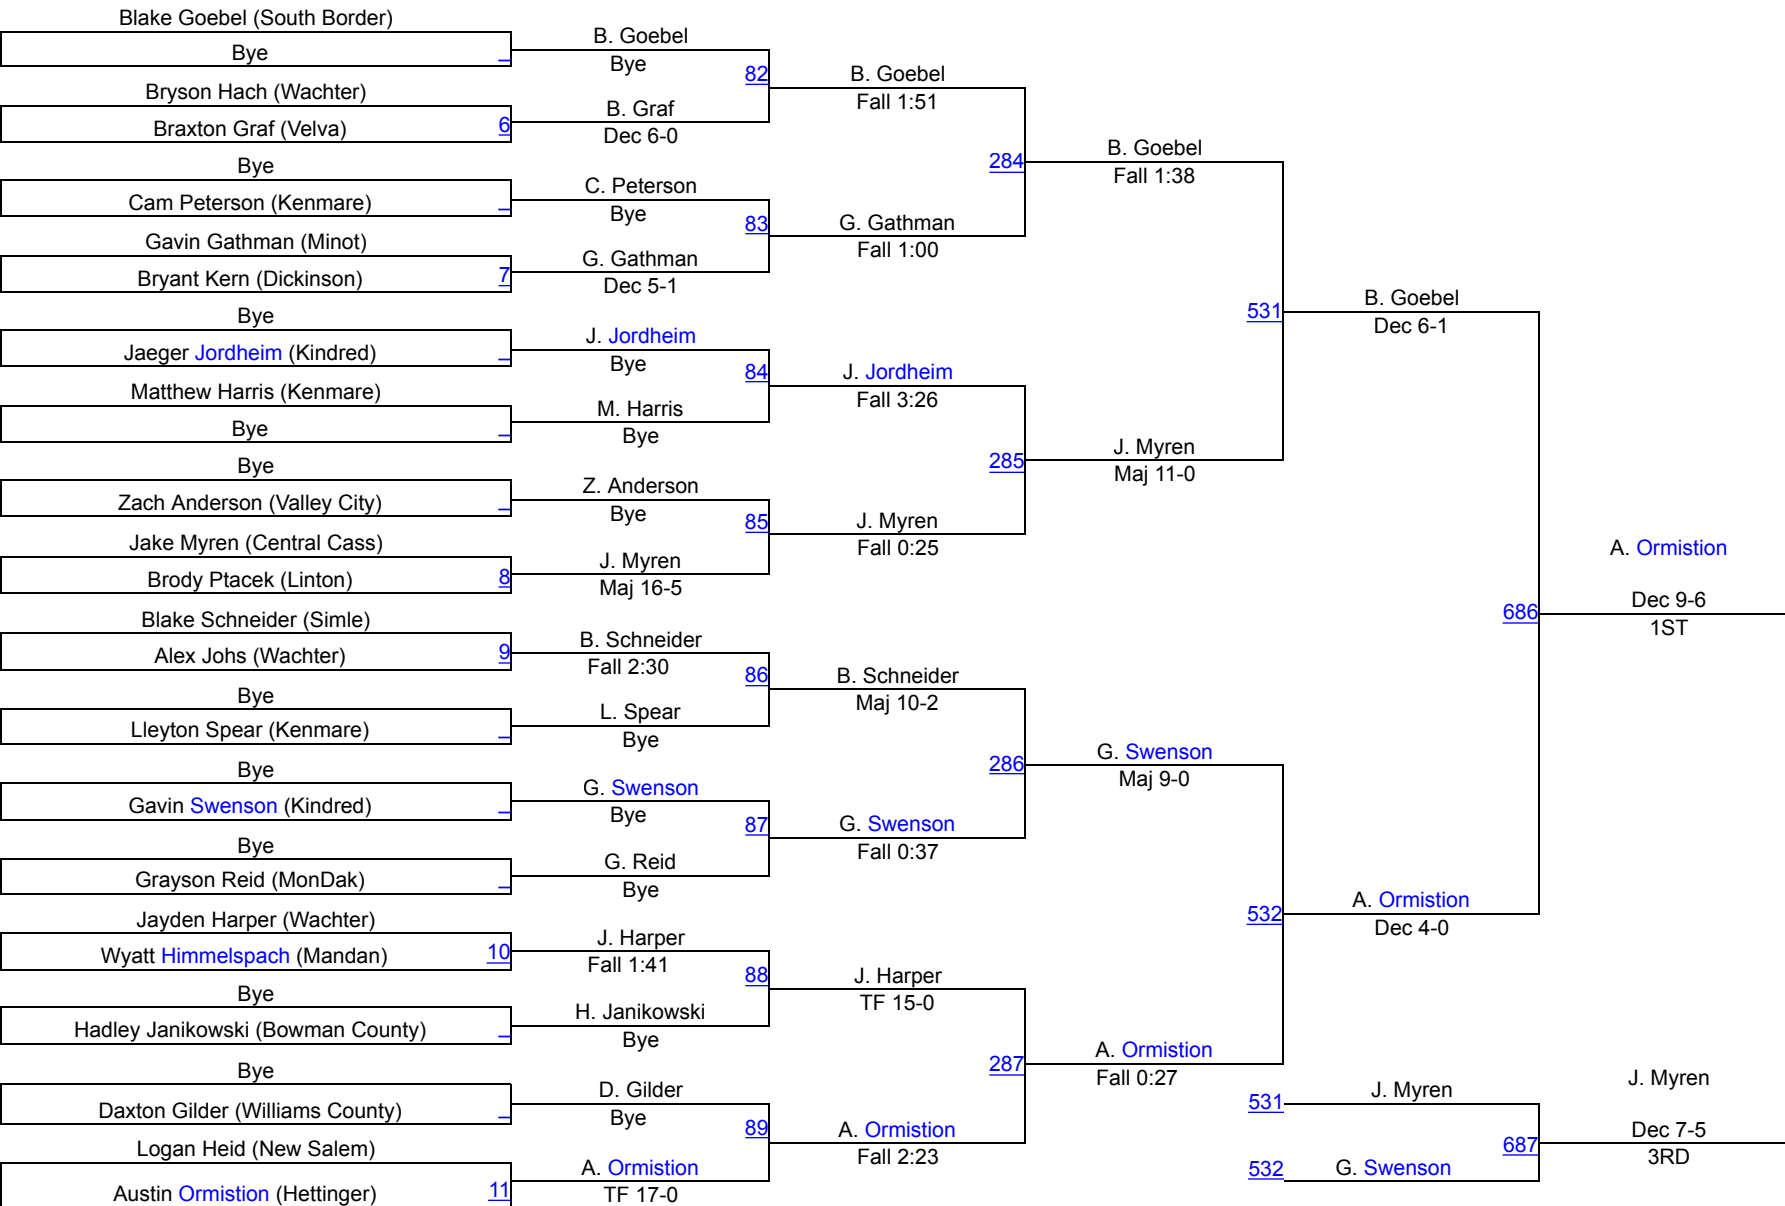 Blake Goebel (South Border)
Bye
Bryson Hach (Wachter)
Braxton Graf (Velva) 6
Bye
Cam Peterson (Kenmare)
Gavin Gathman (Minot)
Bryant Kern (Dickinson) 7
Bye
Jaeger Jordheim (Kindred)
Matthew Harris (Kenmare)
Bye
Bye
Zach Anderson (Valley City)
Jake Myren (Central Cass)
Brody Ptacek (Linton) 8
Blake Schneider (Simle)
Alex Johs (Wachter) 9
Bye
Lleyton Spear (Kenmare)
Bye
Gavin Swenson (Kindred)
Bye
Grayson Reid (MonDak)
Jayden Harper (Wachter)
Wyatt Himmelspach (Mandan) 10
Bye
Hadley Janikowski (Bowman County)
Bye
Daxton Gilder (Williams County)
Logan Heid (New Salem)
Austin Ormistion (Hettinger) 11
B. Goebel
Bye
82
B. Graf
Dec 6-0
C. Peterson
Bye
83
G. Gathman
Dec 5-1
J. Jordheim
Bye
84
M. Harris
Bye
Z. Anderson
Bye
85
J. Myren
Maj 16-5
B. Schneider
Fall 2:30
86
L. Spear
Bye
G. Swenson
Bye
87
G. Reid
Bye
J. Harper
Fall 1:41
88
H. Janikowski
Bye
D. Gilder
Bye
89
A. Ormistion
TF 17-0
B. Goebel
Fall 1:51
284
G. Gathman
Fall 1:00
J. Jordheim
Fall 3:26
285
J. Myren
Fall 0:25
B. Schneider
Maj 10-2
286
G. Swenson
Fall 0:37
J. Harper
TF 15-0
287
A. Ormistion
Fall 2:23
B. Goebel
Fall 1:38
531
J. Myren
Maj 11-0
G. Swenson
Maj 9-0
532
A. Ormistion
Fall 0:27
B. Goebel
Dec 6-1
686
A. Ormistion
Dec 4-0
A. Ormistion
Dec 9-6
1ST
531 J. Myren
687
532 G. Swenson
J. Myren
Dec 7-5
3RD